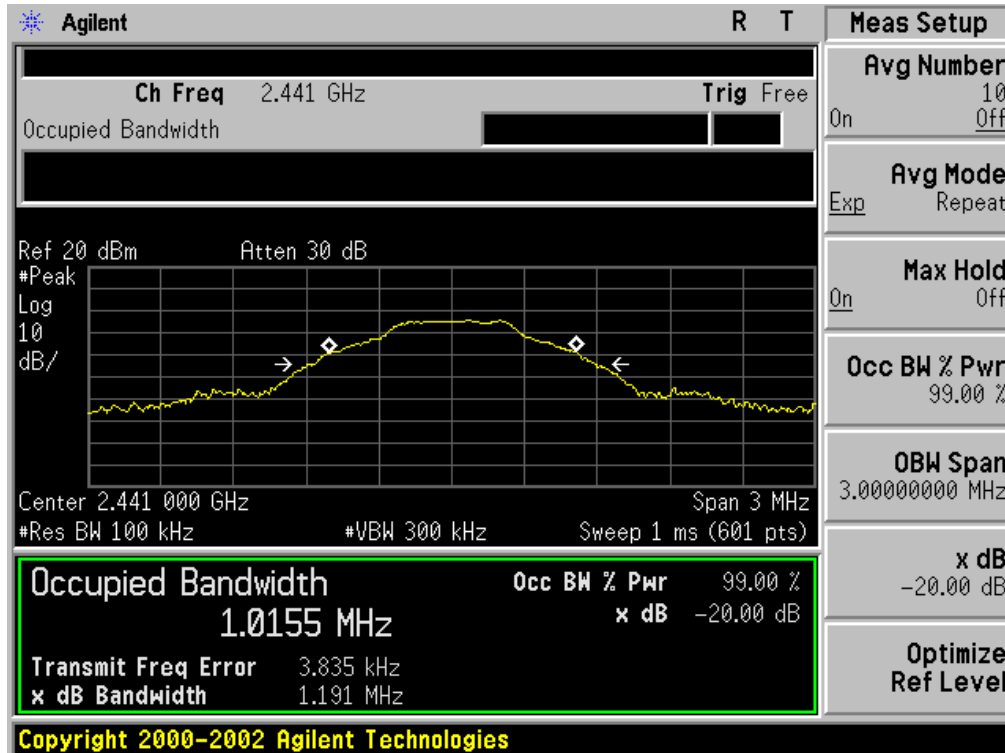 Agilent R T
Ch Freq 2.441 GHz Trig Free
Occupied Bandwidth
Ref 20 dBm Atten 30 dB
#Peak
Log
10
dB/
Center 2.441 000 GHz Span 3 MHz
#Res BW 100 kHz #VBW 300 kHz Sweep 1 ms (601 pts)
Occupied Bandwidth
1.0155 MHz
Occ BW % Pwr 99.00 %
x dB -20.00 dB
Transmit Freq Error 3.835 kHz
x dB Bandwidth 1.191 MHz
Copyright 2000-2002 Agilent Technologies
Meas Setup
Avg Number
10
On Off
Avg Mode
Exp Repeat
Max Hold
On Off
Occ BW % Pwr
99.00 %
OBW Span
3.00000000 MHz
x dB
-20.00 dB
Optimize
Ref Level